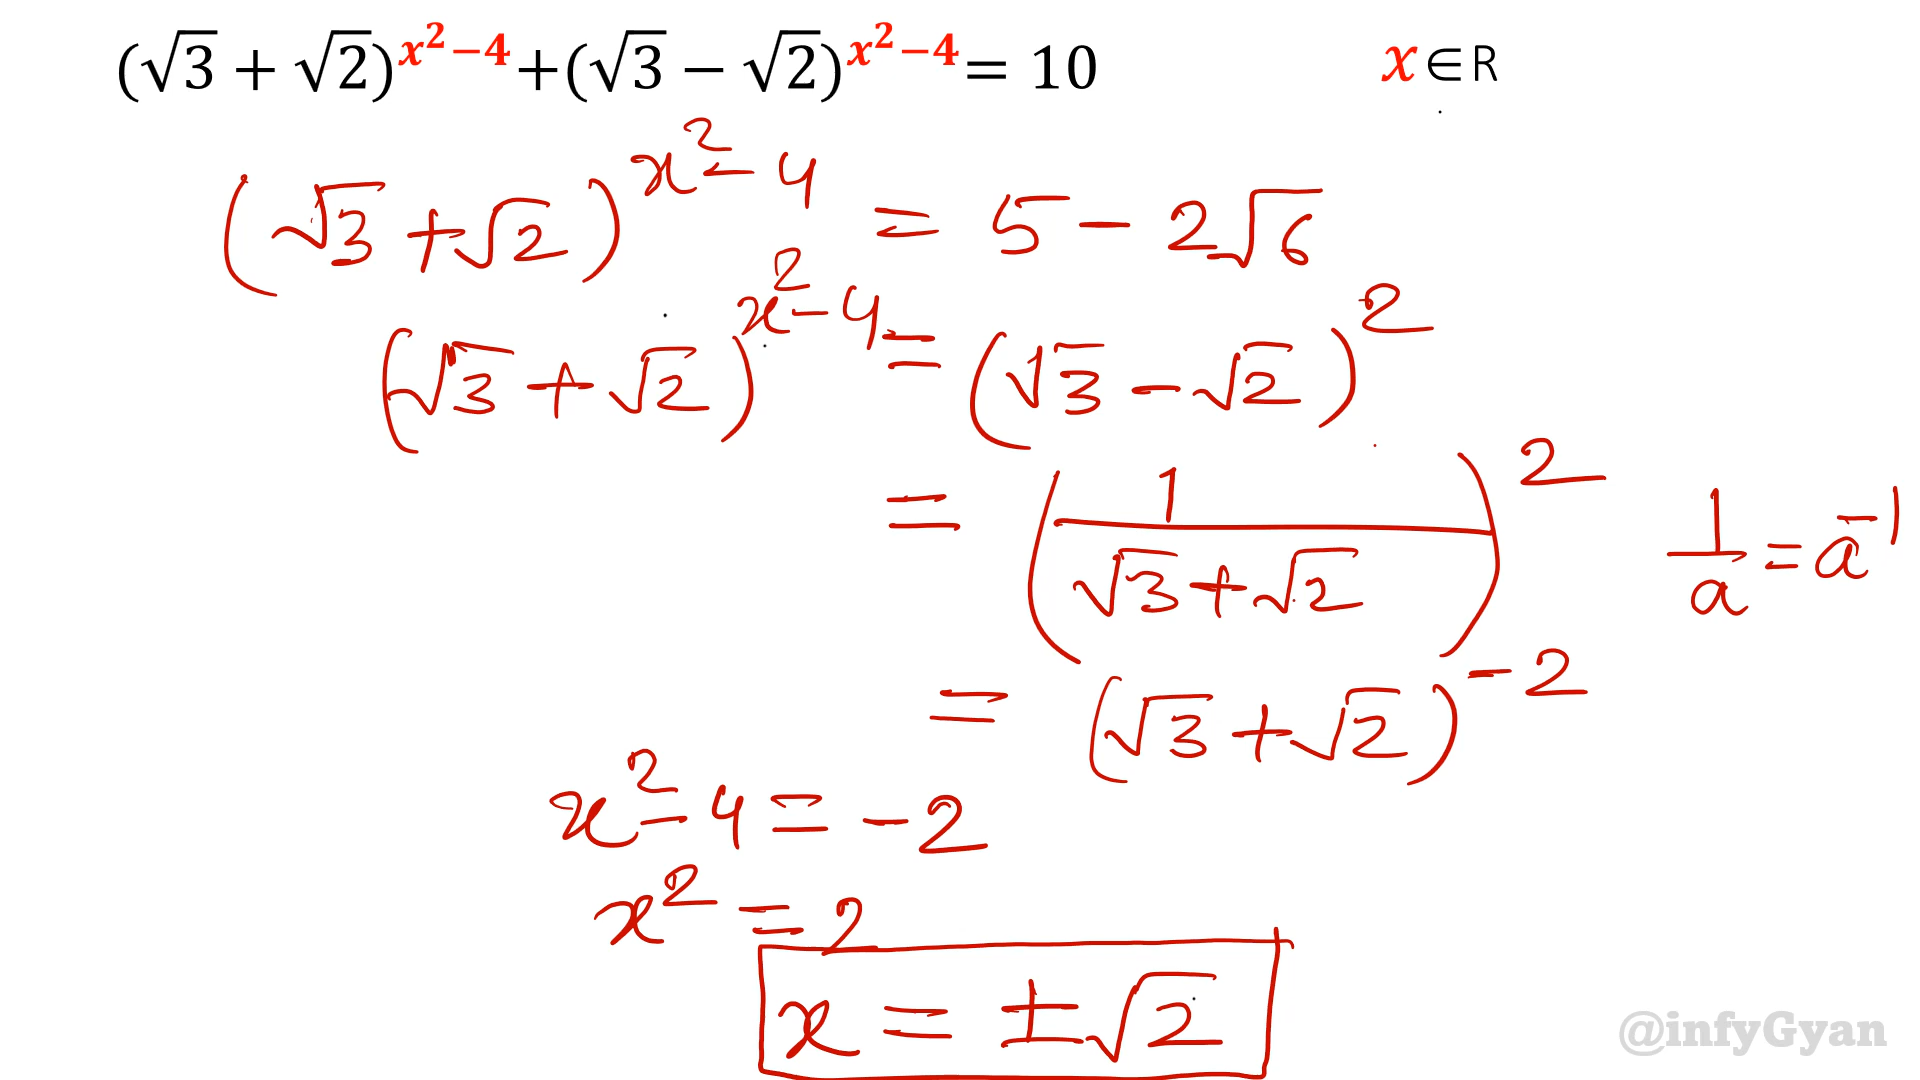 (√3 + √2)^{x²−4} + (√3 − √2)^{x²−4} = 10    x ∈ R
(√3 + √2)^{x²−4} = 5 − 2√6
(√3 + √2)^{x²−4} = (√3 − √2)²
= (1/(√3 + √2))²    1/a = a^{−1}
= (√3 + √2)^{−2}
x² − 4 = −2
x² = 2
x = ±√2
@infyGyan